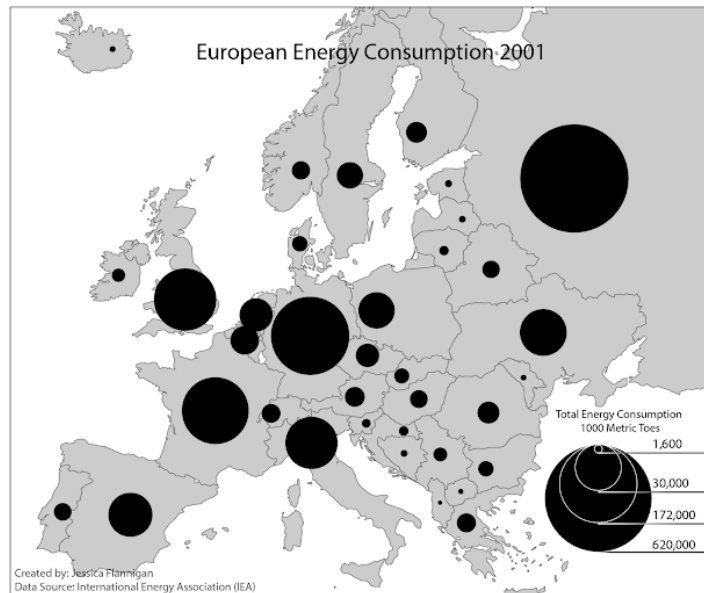 European Energy Consumption 2001
Total Energy Consumption
1000 Metric Toes
1,600
30,000
172,000
620,000
Created by: Jessica Flannigan
Data Source: International Energy Association (IEA)